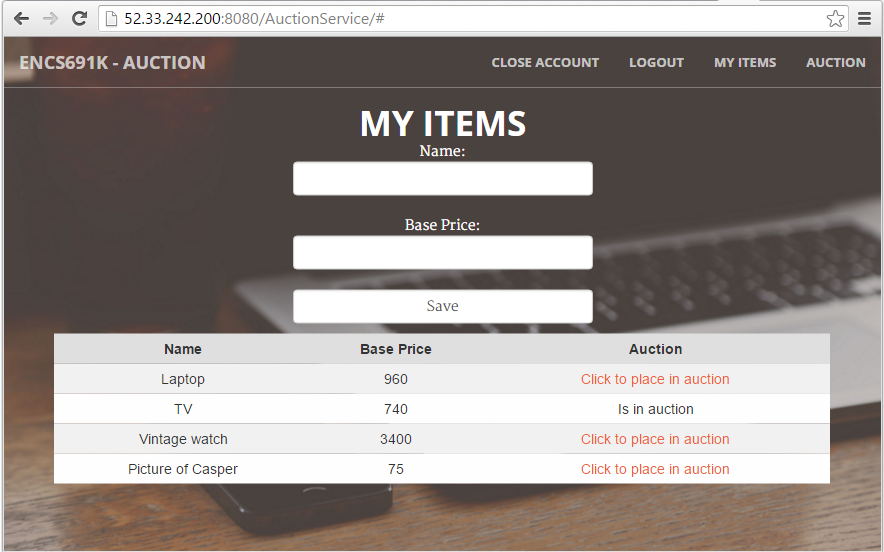 52.33.242.200:8080/AuctionService/#
ENCS691K - AUCTION CLOSE ACCOUNT LOGOUT MY ITEMS AUCTION
MY ITEMS
Name:
Base Price:
Save
Name Base Price Auction
Laptop 960 Click to place in auction
TV 740 Is in auction
Vintage watch 3400 Click to place in auction
Picture of Casper 75 Click to place in auction